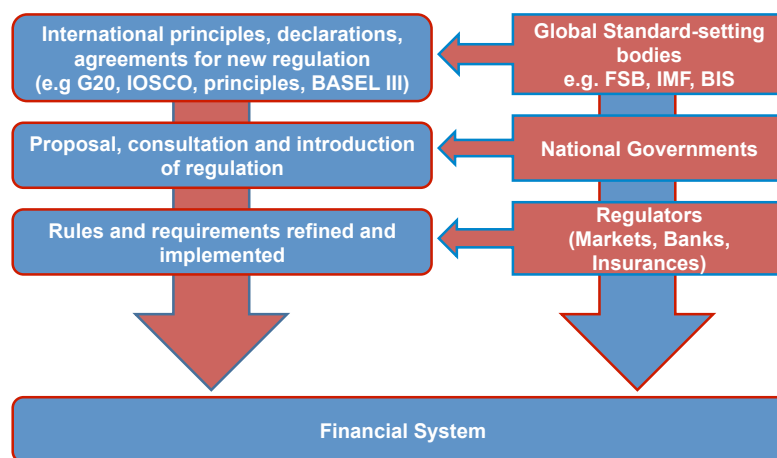 International principles, declarations,
agreements for new regulation
(e.g G20, IOSCO, principles, BASEL III)
Global Standard-setting
bodies
e.g. FSB, IMF, BIS
Proposal, consultation and introduction
of regulation
National Governments
Rules and requirements refined and
implemented
Regulators
(Markets, Banks,
Insurances)
Financial System